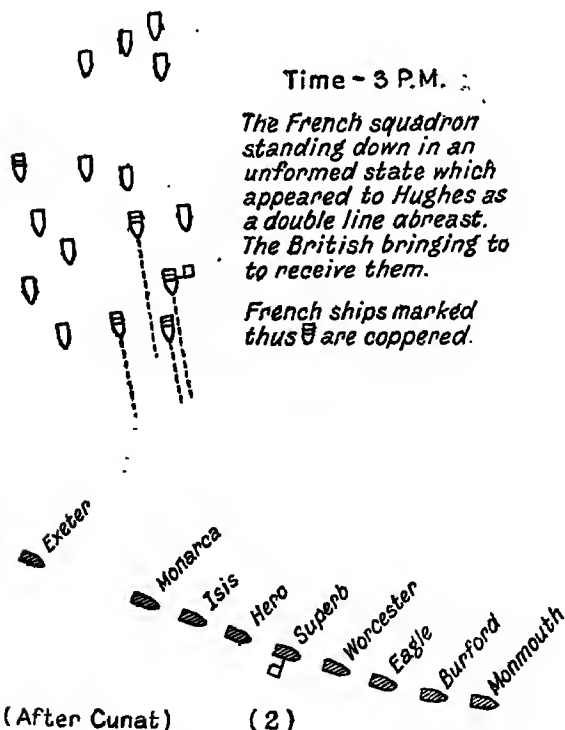 Time - 3 P.M.
The French squadron
standing down in an
unformed state which
appeared to Hughes as
a double line abreast.
The British bringing to
to receive them.
French ships marked
thus are coppered.
Exeter
Monarca
Isis
Hero
Superb
Worcester
Eagle
Burford
Monmouth
(After Cunat) (2)